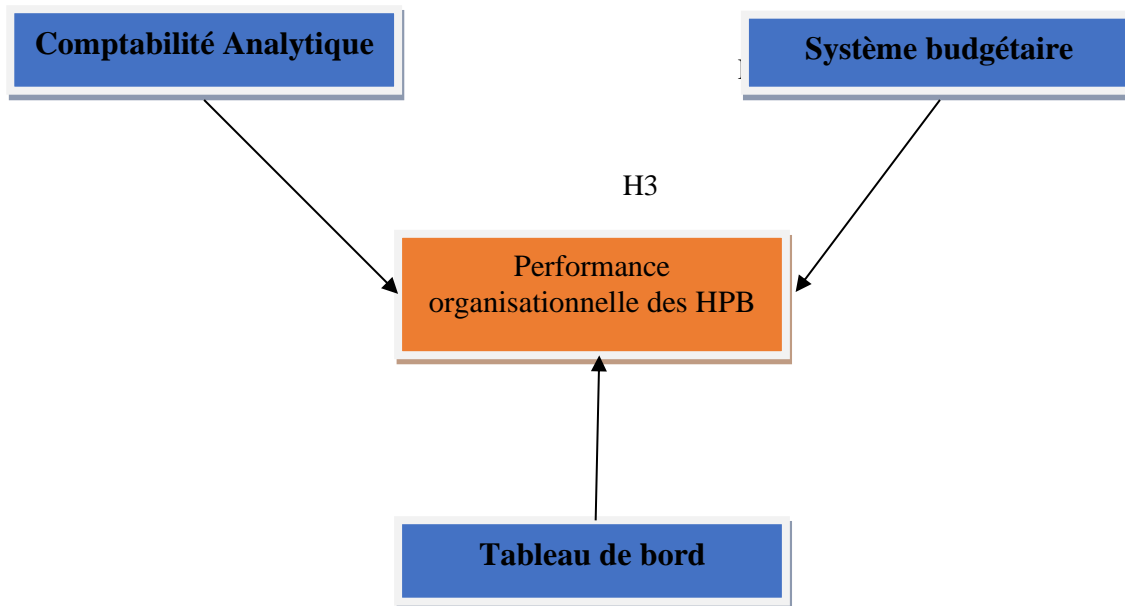 Comptabilité Analytique
Système budgétaire
H3
Performance
organisationnelle des HPB
Tableau de bord